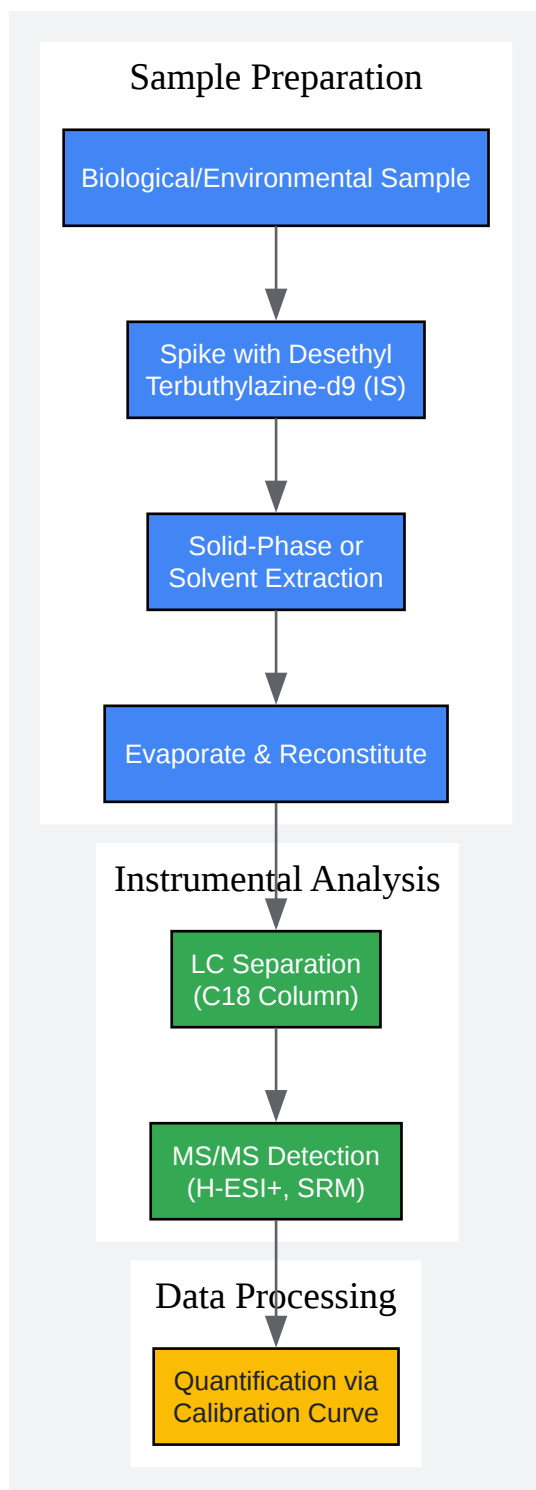 Sample Preparation
Biological/Environmental Sample
Spike with Desethyl
Terbuthylazine-d9 (IS)
Solid-Phase or
Solvent Extraction
Evaporate & Reconstitute
Instrumental Analysis
LC Separation
(C18 Column)
MS/MS Detection
(H-ESI+, SRM)
Data Processing
Quantification via
Calibration Curve